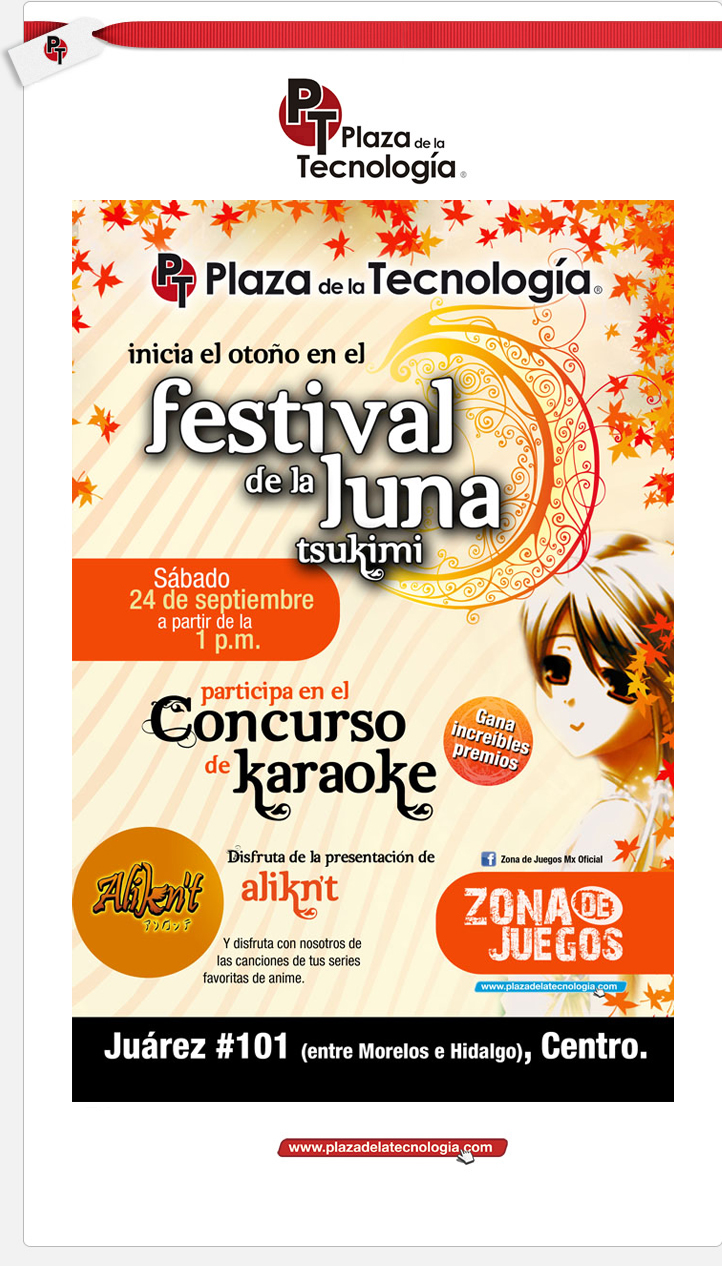 PT
PT Plaza de la
Tecnología ®
PT Plaza de la Tecnología ®
inicia el otoño en el
festival
de la luna
tsukimi
Sábado
24 de septiembre
a partir de la
1 p.m.
participa en el
Concurso
de karaoke
Gana
increíbles
premios
Disfruta de la presentación de
alikn't
Alikn't
Y disfruta con nosotros de
las canciones de tus series
favoritas de anime.
f Zona de Juegos Mx Oficial
ZONA DE
JUEGOS
www.plazadelatecnologia.com
Juárez #101 (entre Morelos e Hidalgo), Centro.
www.plazadelatecnologia.com